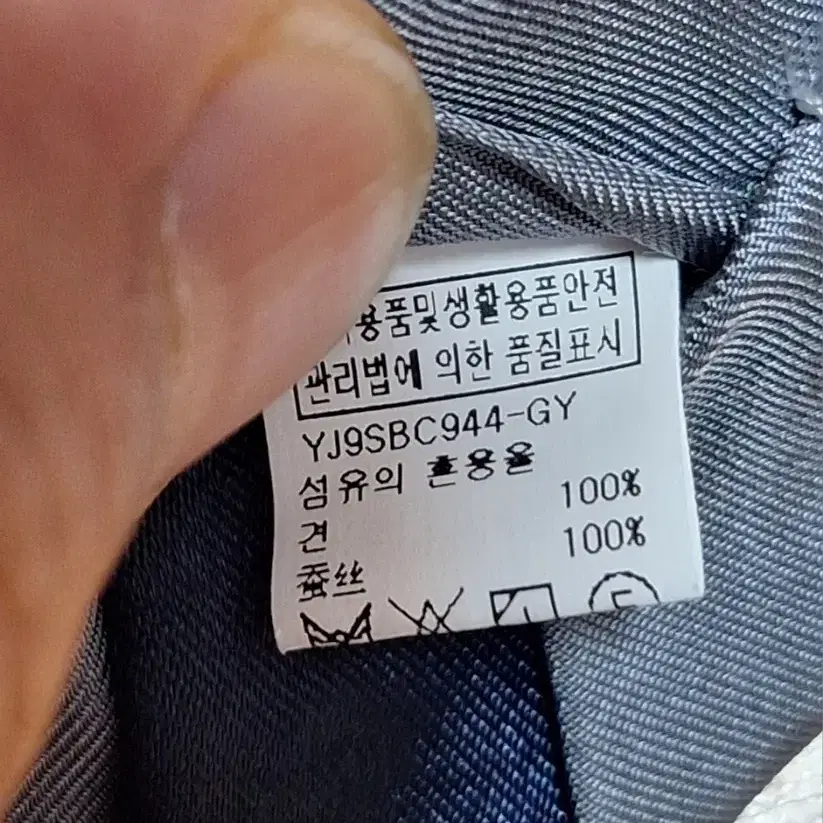 용품및생활용품안전
관리법에 의한 품질표시
YJ9SBC944-GY
섬유의 혼용율
견 100%
蚕丝 100%